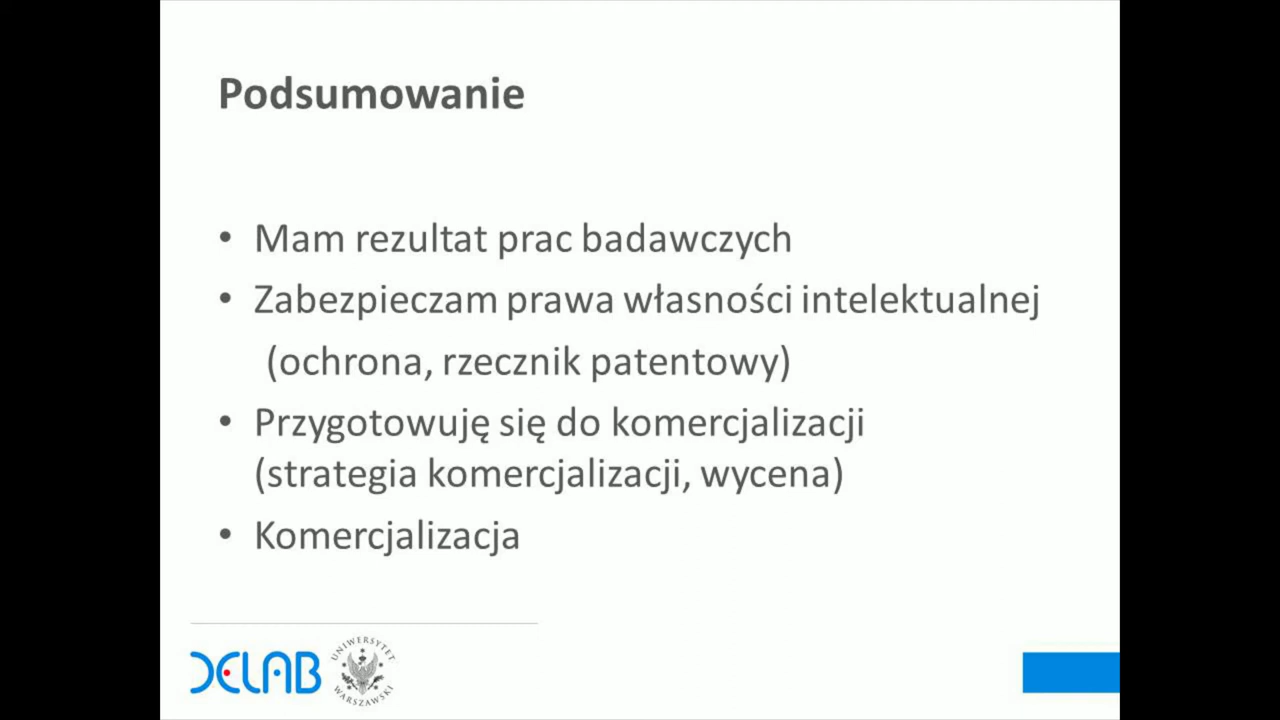 Podsumowanie
• Mam rezultat prac badawczych
• Zabezpieczam prawa własności intelektualnej
(ochrona, rzecznik patentowy)
• Przygotowuję się do komercjalizacji
(strategia komercjalizacji, wycena)
• Komercjalizacja
DELAB
UNIWERSYTET
WARSZAWSKI